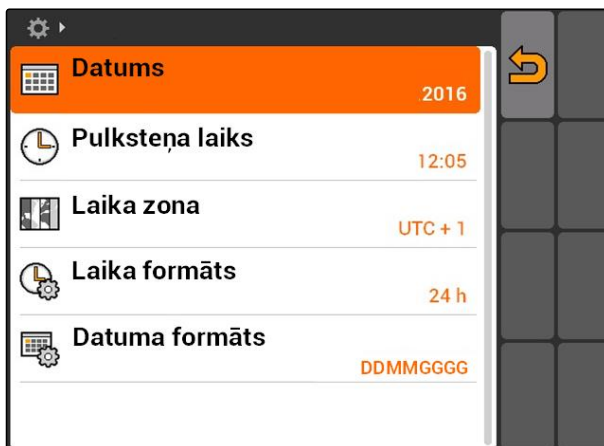 Datums
.2016
Pulksteņa laiks
12:05
Laika zona
UTC + 1
Laika formāts
24 h
Datuma formāts
DDMMGGGG